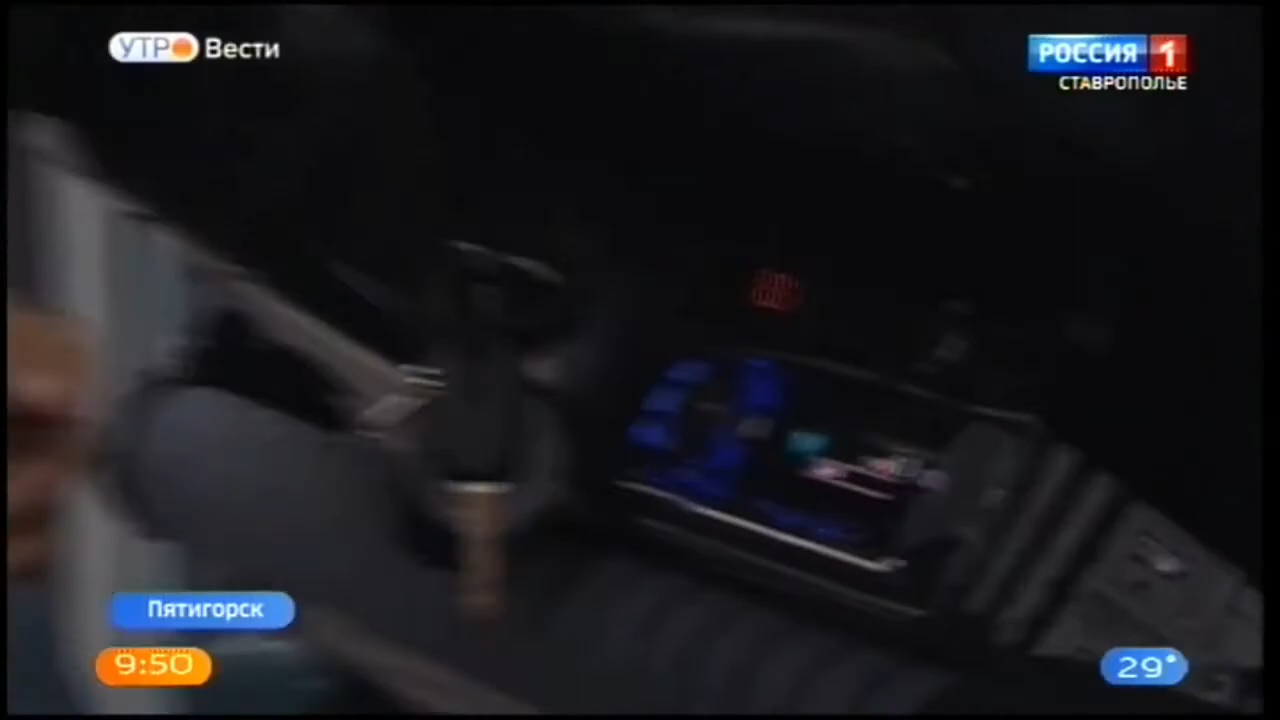 УТРО Вести
РОССИЯ 1
СТАВРОПОЛЬЕ
Пятигорск
9:50
29°